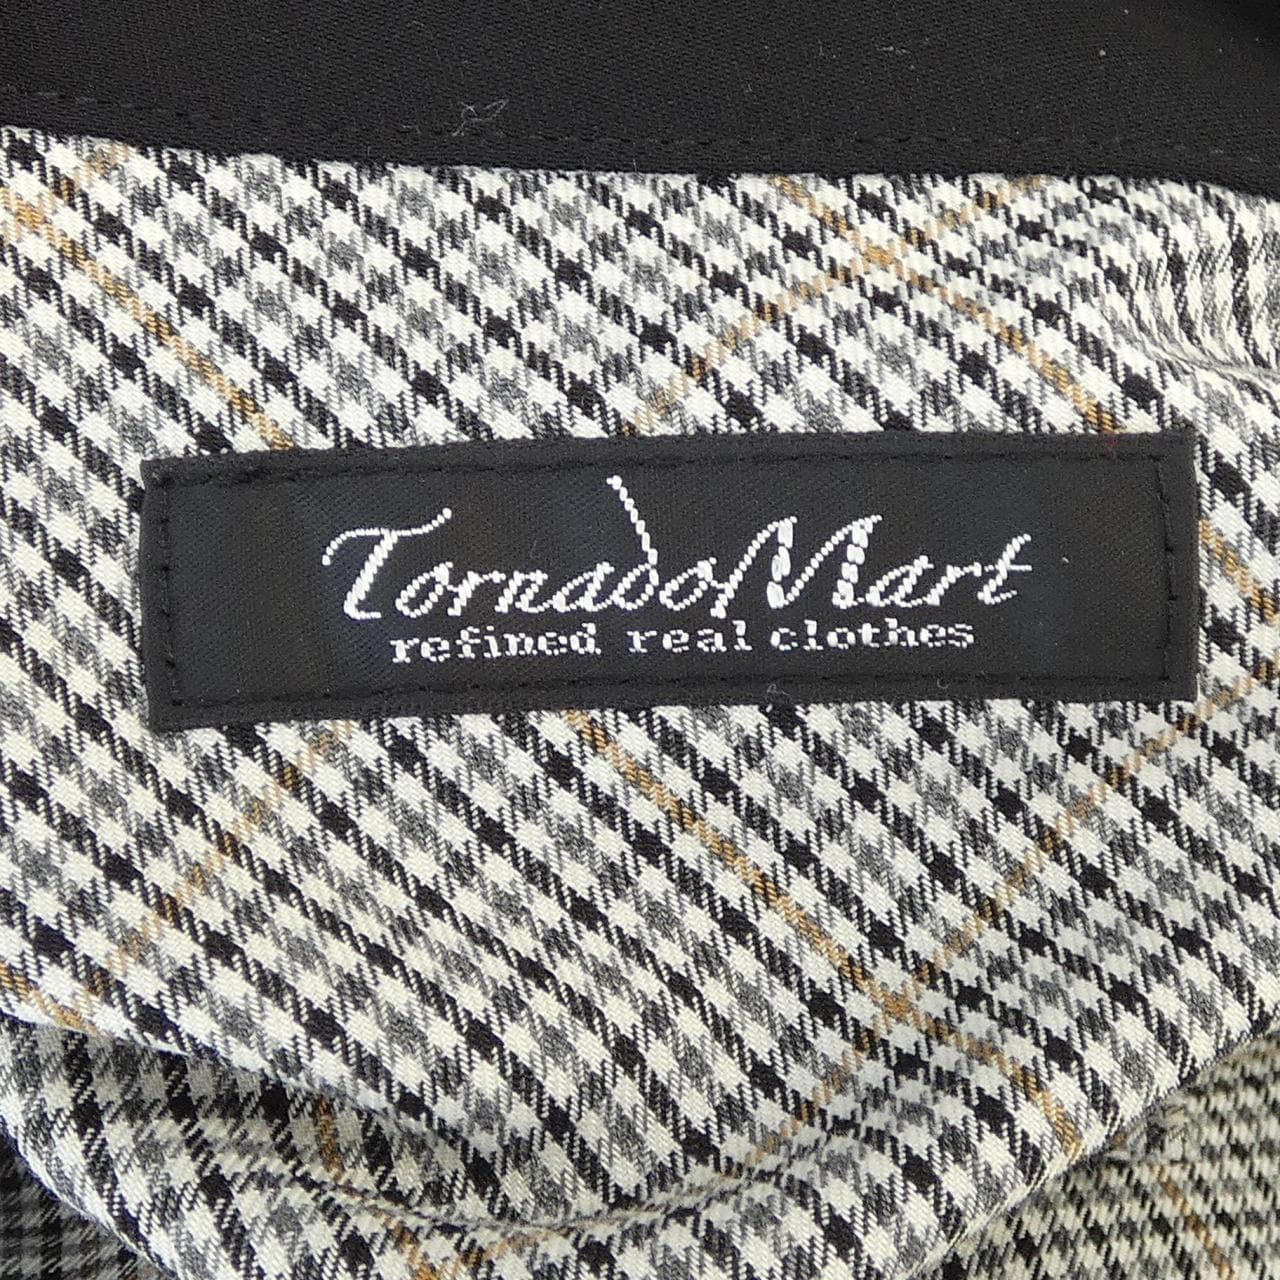 TornadoMart
refined real clothes